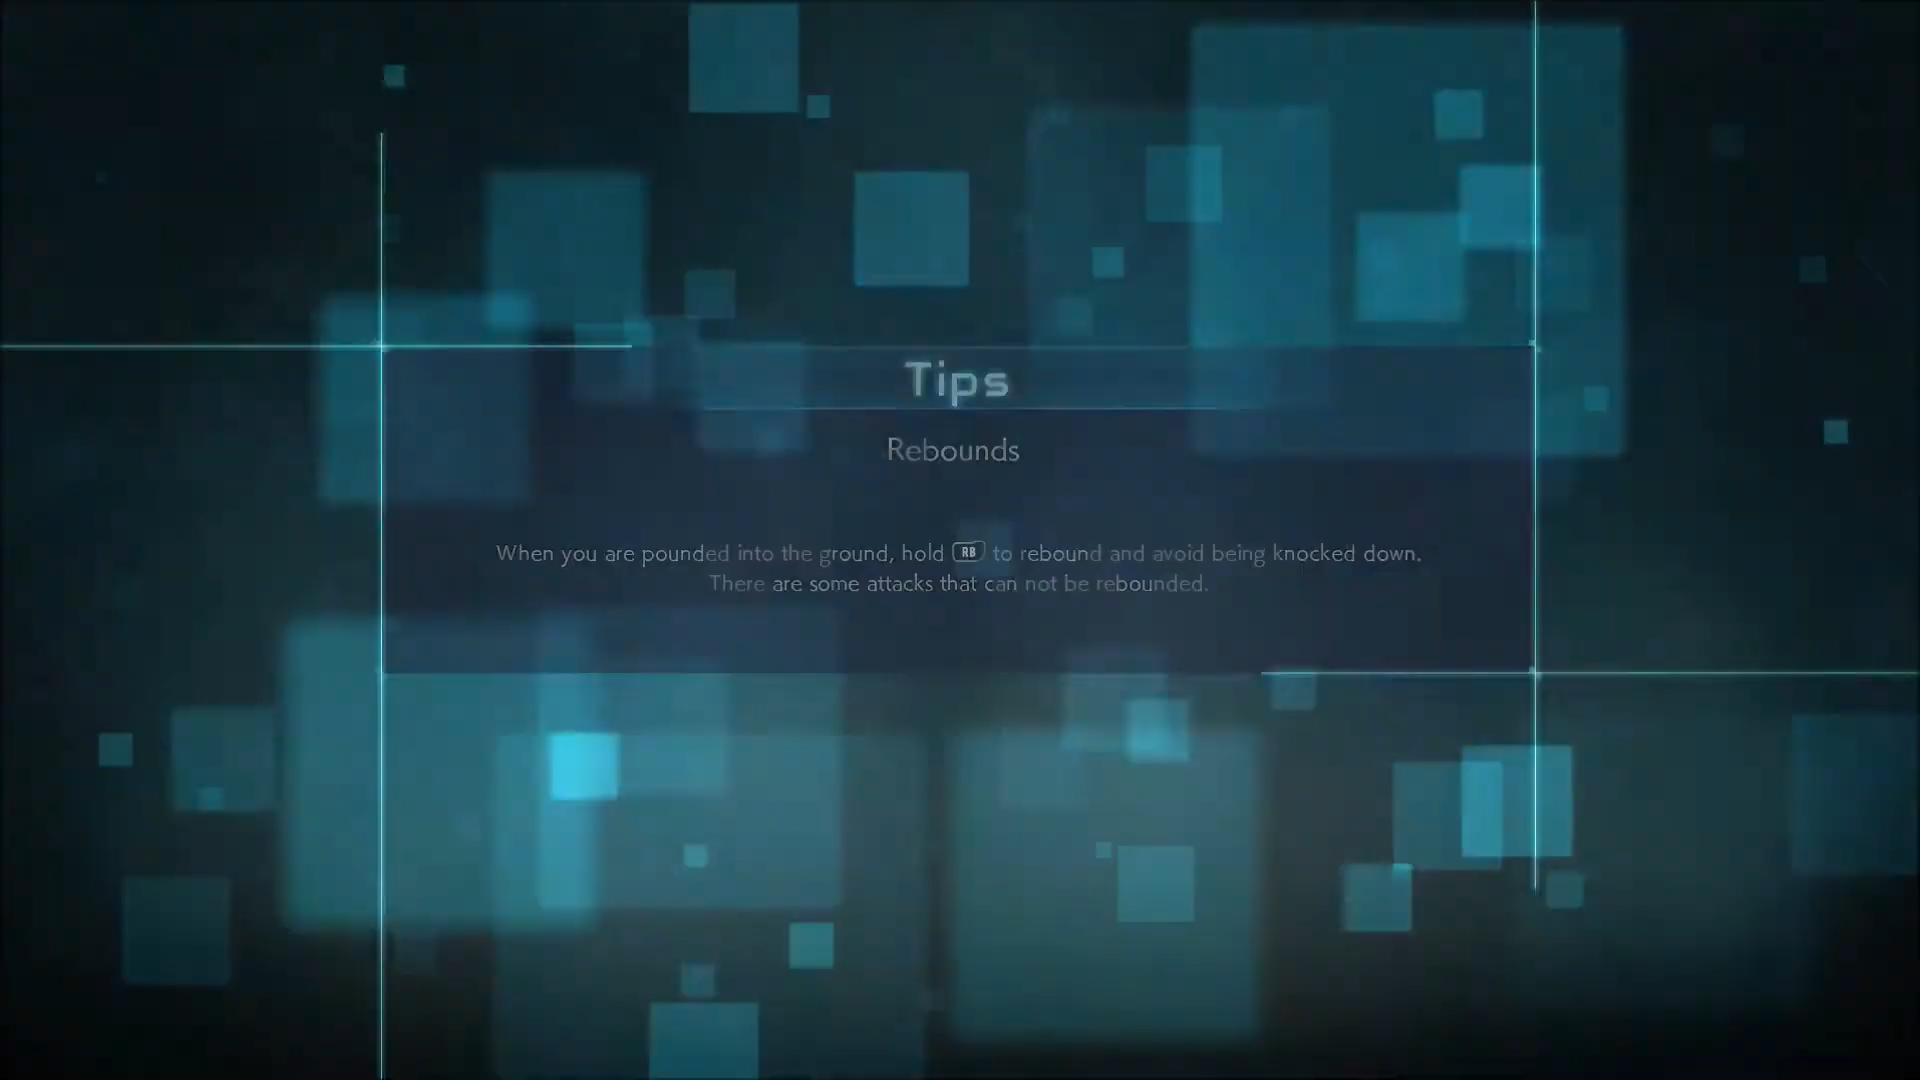 Tips
Rebounds
When you are pounded into the ground, hold RB to rebound and avoid being knocked down.
There are some attacks that can not be rebounded.